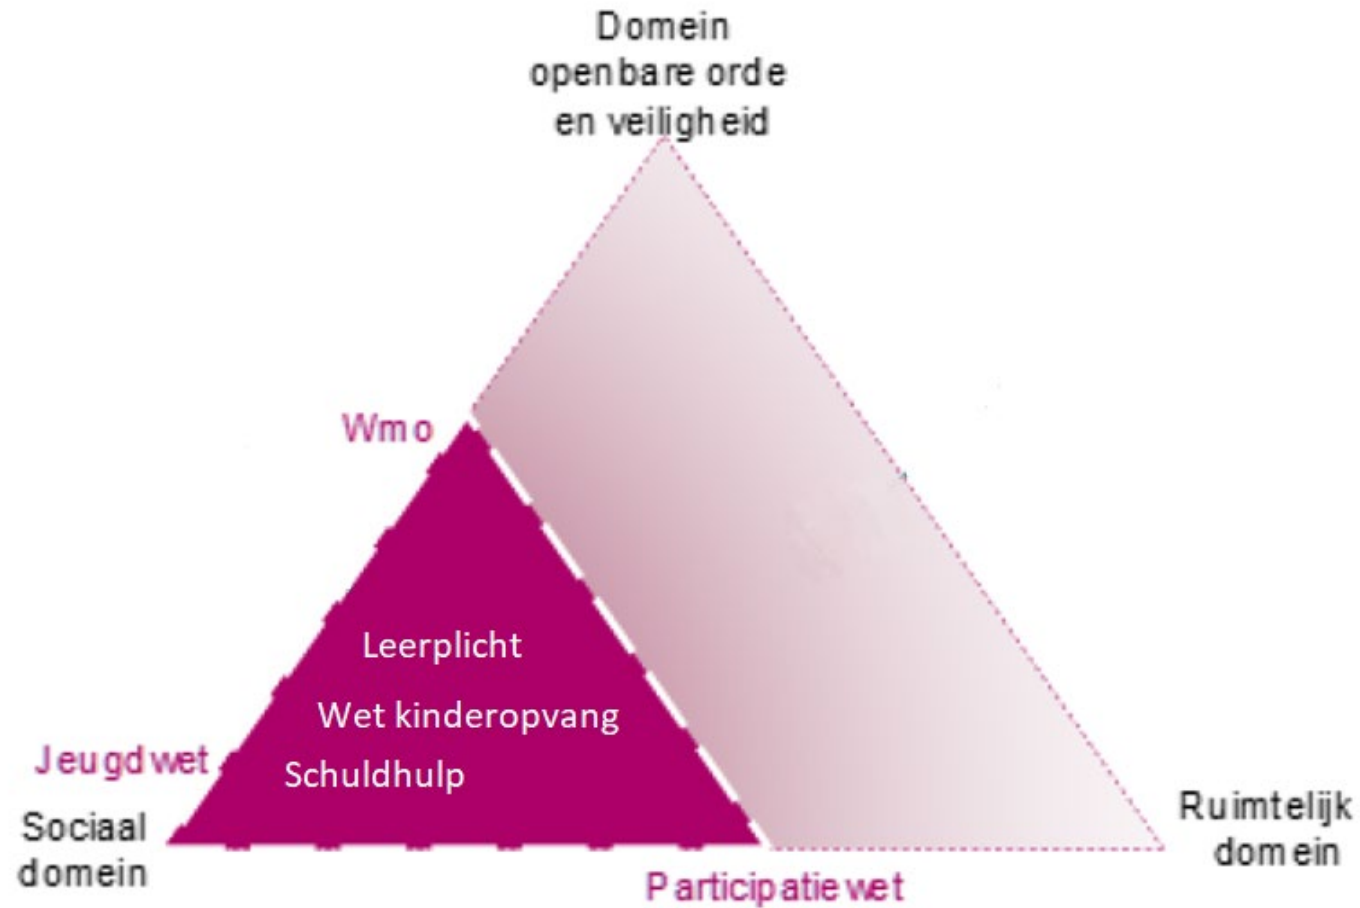 Domein
openbare orde
en veiligheid
Wmo
Leerplicht
Wet kinderopvang
Jeugdwet
Schuldhulp
Sociaal
domein
Ruimtelijk
domein
Participatiewet